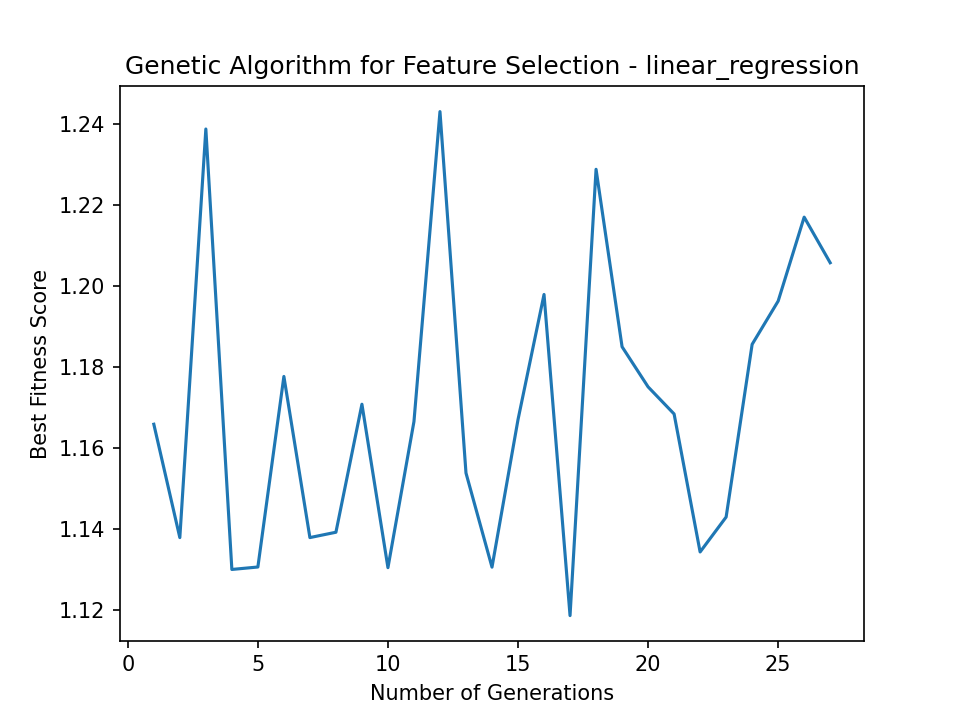 Genetic Algorithm for Feature Selection - linear_regression
1.24
1.22
1.20
1.18
1.16
1.14
1.12
Best Fitness Score
0 5 10 15 20 25
Number of Generations